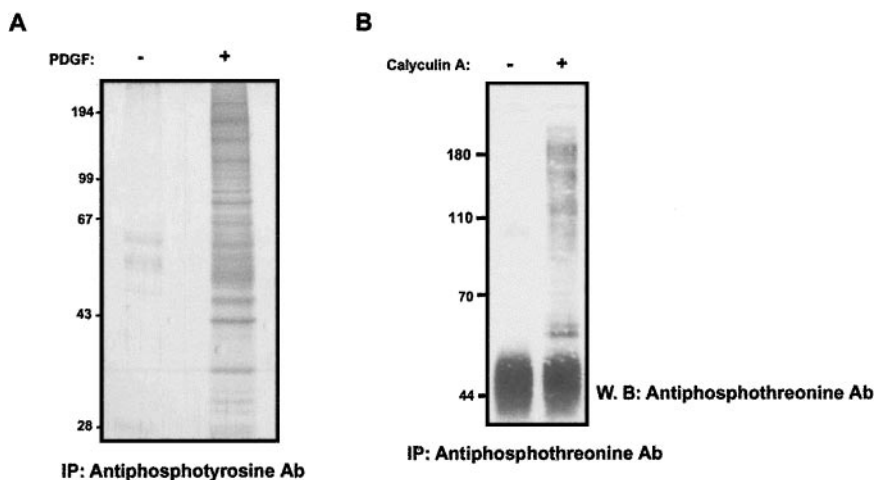 A
PDGF: - +
194
99
67
43
28
IP: Antiphosphotyrosine Ab
B
Calyculin A: - +
180
110
70
44
W. B: Antiphosphothreonine Ab
IP: Antiphosphothreonine Ab